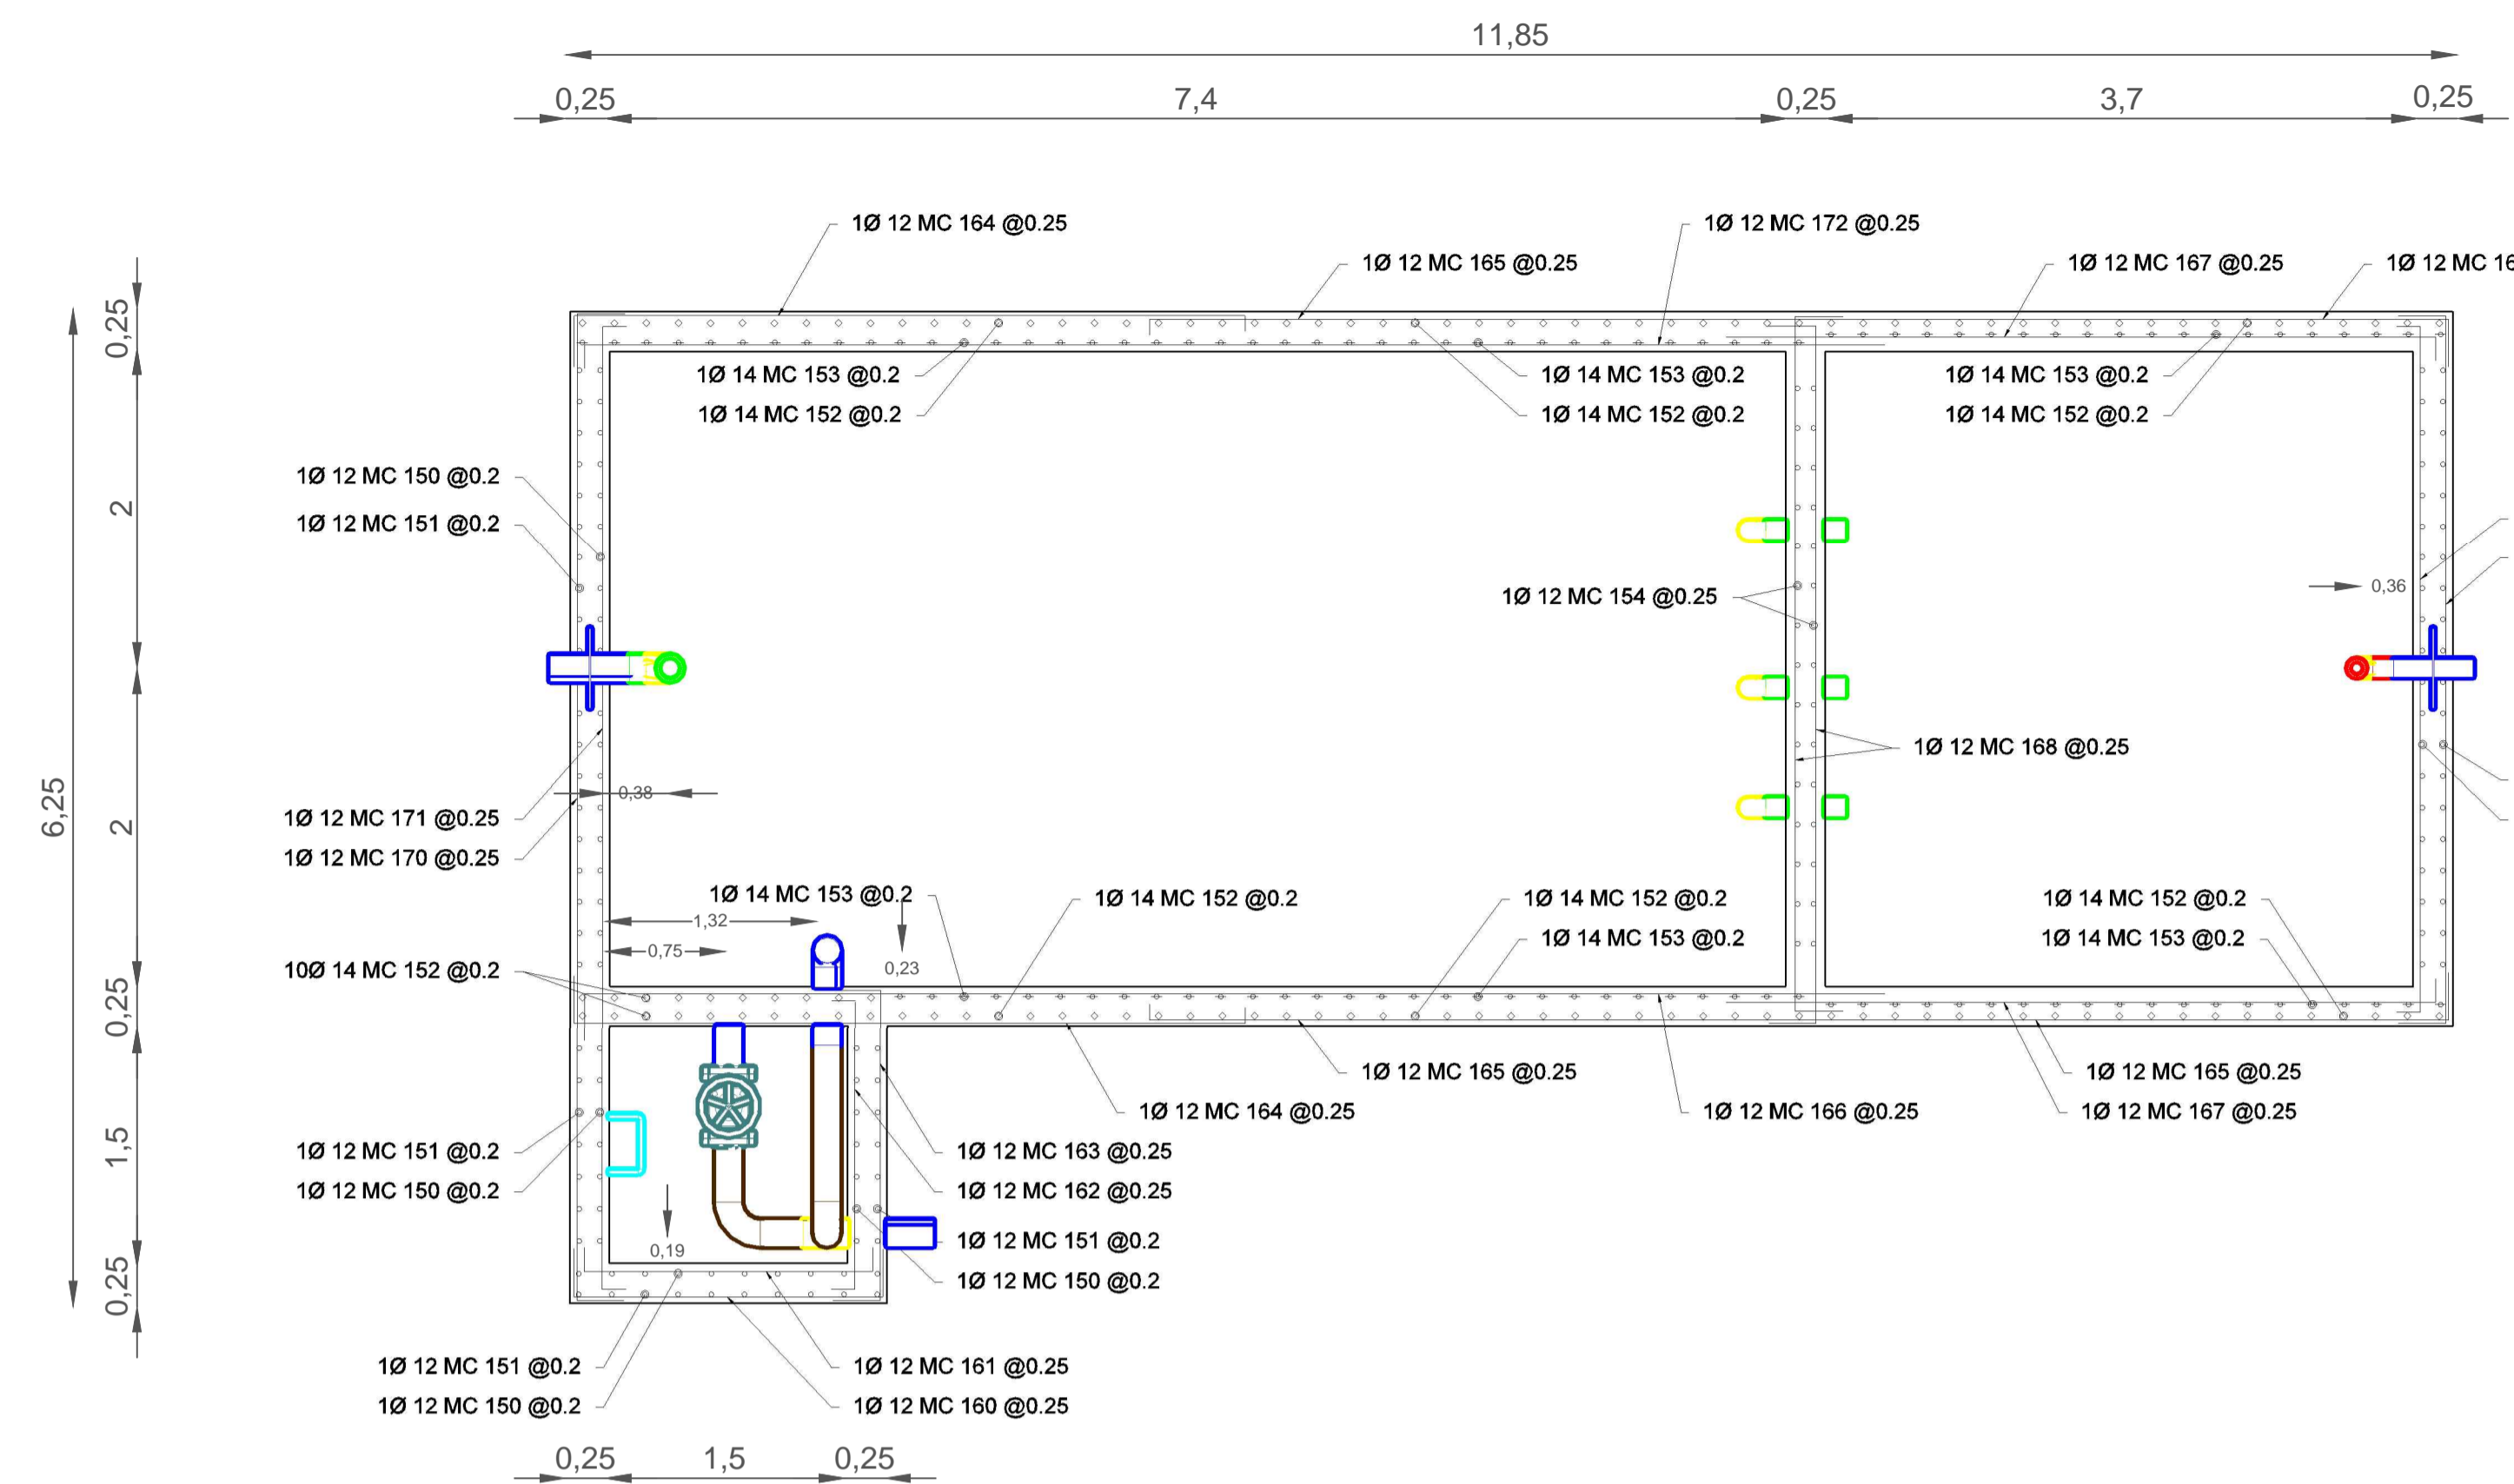 11,85
0,25
7,4
0,25
3,7
0,25
1Ø 12 MC 164 @0.25
1Ø 12 MC 172 @0.25
1Ø 12 MC 165 @0.25
1Ø 12 MC 167 @0.25
1Ø 12 MC 16
0,25
1Ø 14 MC 153 @0.2
1Ø 14 MC 153 @0.2
1Ø 14 MC 153 @0.2
1Ø 14 MC 152 @0.2
1Ø 14 MC 152 @0.2
1Ø 14 MC 152 @0.2
1Ø 12 MC 150 @0.2
2
1Ø 12 MC 151 @0.2
1Ø 12 MC 154 @0.25
0,36
1Ø 12 MC 168 @0.25
0,38
6,25
2
1Ø 12 MC 171 @0.25
1Ø 12 MC 170 @0.25
1Ø 14 MC 153 @0.2
1Ø 14 MC 152 @0.2
1Ø 14 MC 152 @0.2
1Ø 14 MC 152 @0.2
1,32
1Ø 14 MC 153 @0.2
1Ø 14 MC 153 @0.2
0,75
0,23
10Ø 14 MC 152 @0.2
0,25
1Ø 12 MC 165 @0.25
1Ø 12 MC 165 @0.25
1Ø 12 MC 164 @0.25
1Ø 12 MC 166 @0.25
1Ø 12 MC 167 @0.25
1,5
1Ø 12 MC 151 @0.2
1Ø 12 MC 163 @0.25
1Ø 12 MC 150 @0.2
1Ø 12 MC 162 @0.25
0,19
1Ø 12 MC 151 @0.2
1Ø 12 MC 150 @0.2
0,25
1Ø 12 MC 151 @0.2
1Ø 12 MC 161 @0.25
1Ø 12 MC 150 @0.2
1Ø 12 MC 160 @0.25
0,25
1,5
0,25